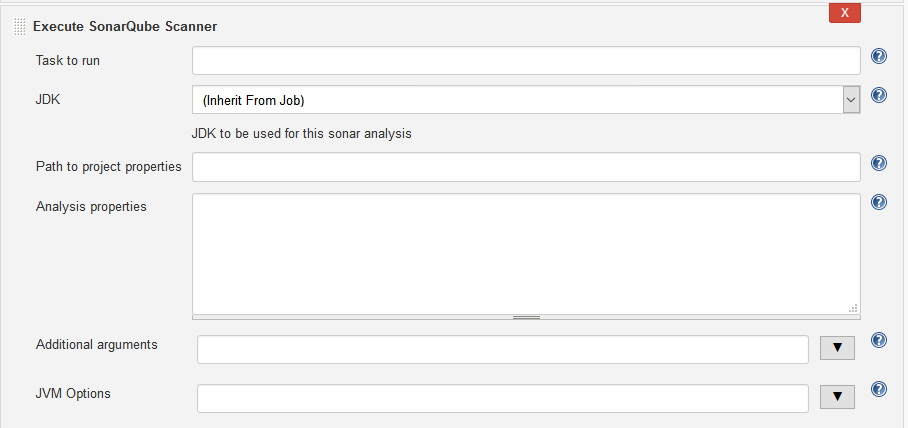 X
Execute SonarQube Scanner
Task to run
?
JDK
(Inherit From Job)
?
JDK to be used for this sonar analysis
Path to project properties
?
Analysis properties
?
Additional arguments
▼
?
JVM Options
▼
?